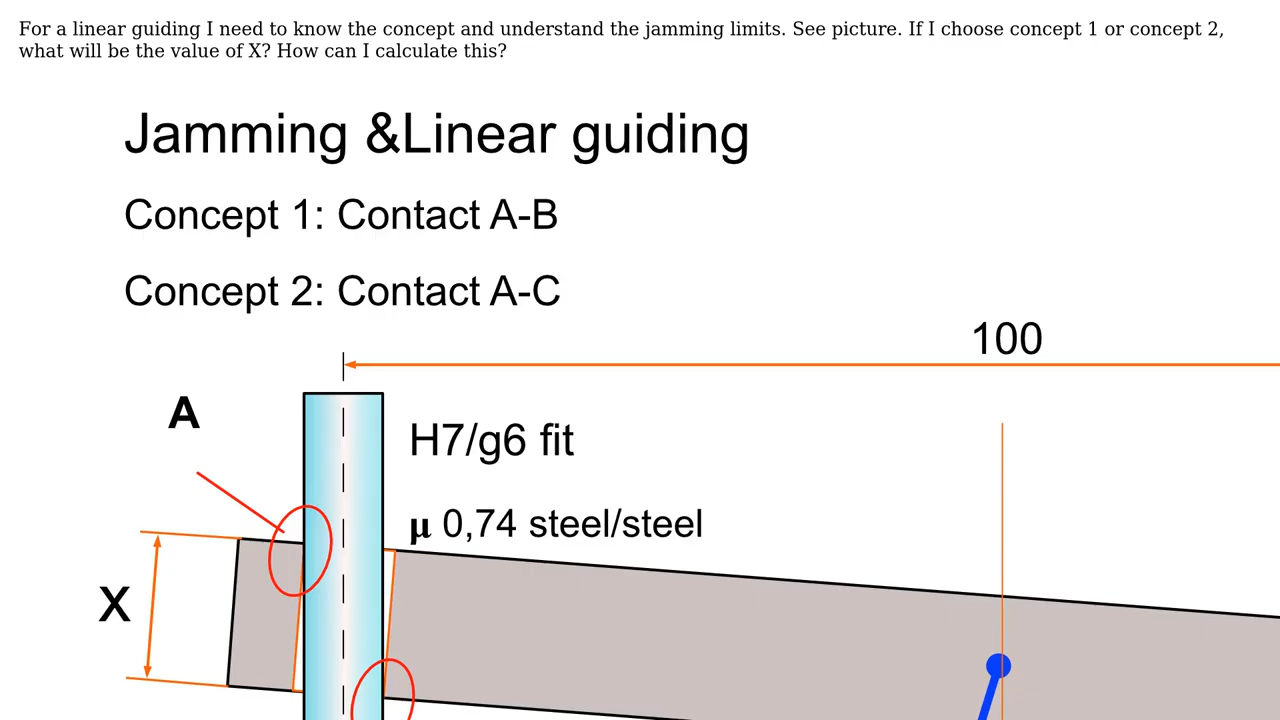 For a linear guiding I need to know the concept and understand the jamming limits. See picture. If I choose concept 1 or concept 2,
what will be the value of X? How can I calculate this?
Jamming &Linear guiding
Concept 1: Contact A-B
Concept 2: Contact A-C
100
A
H7/g6 fit
μ 0,74 steel/steel
X